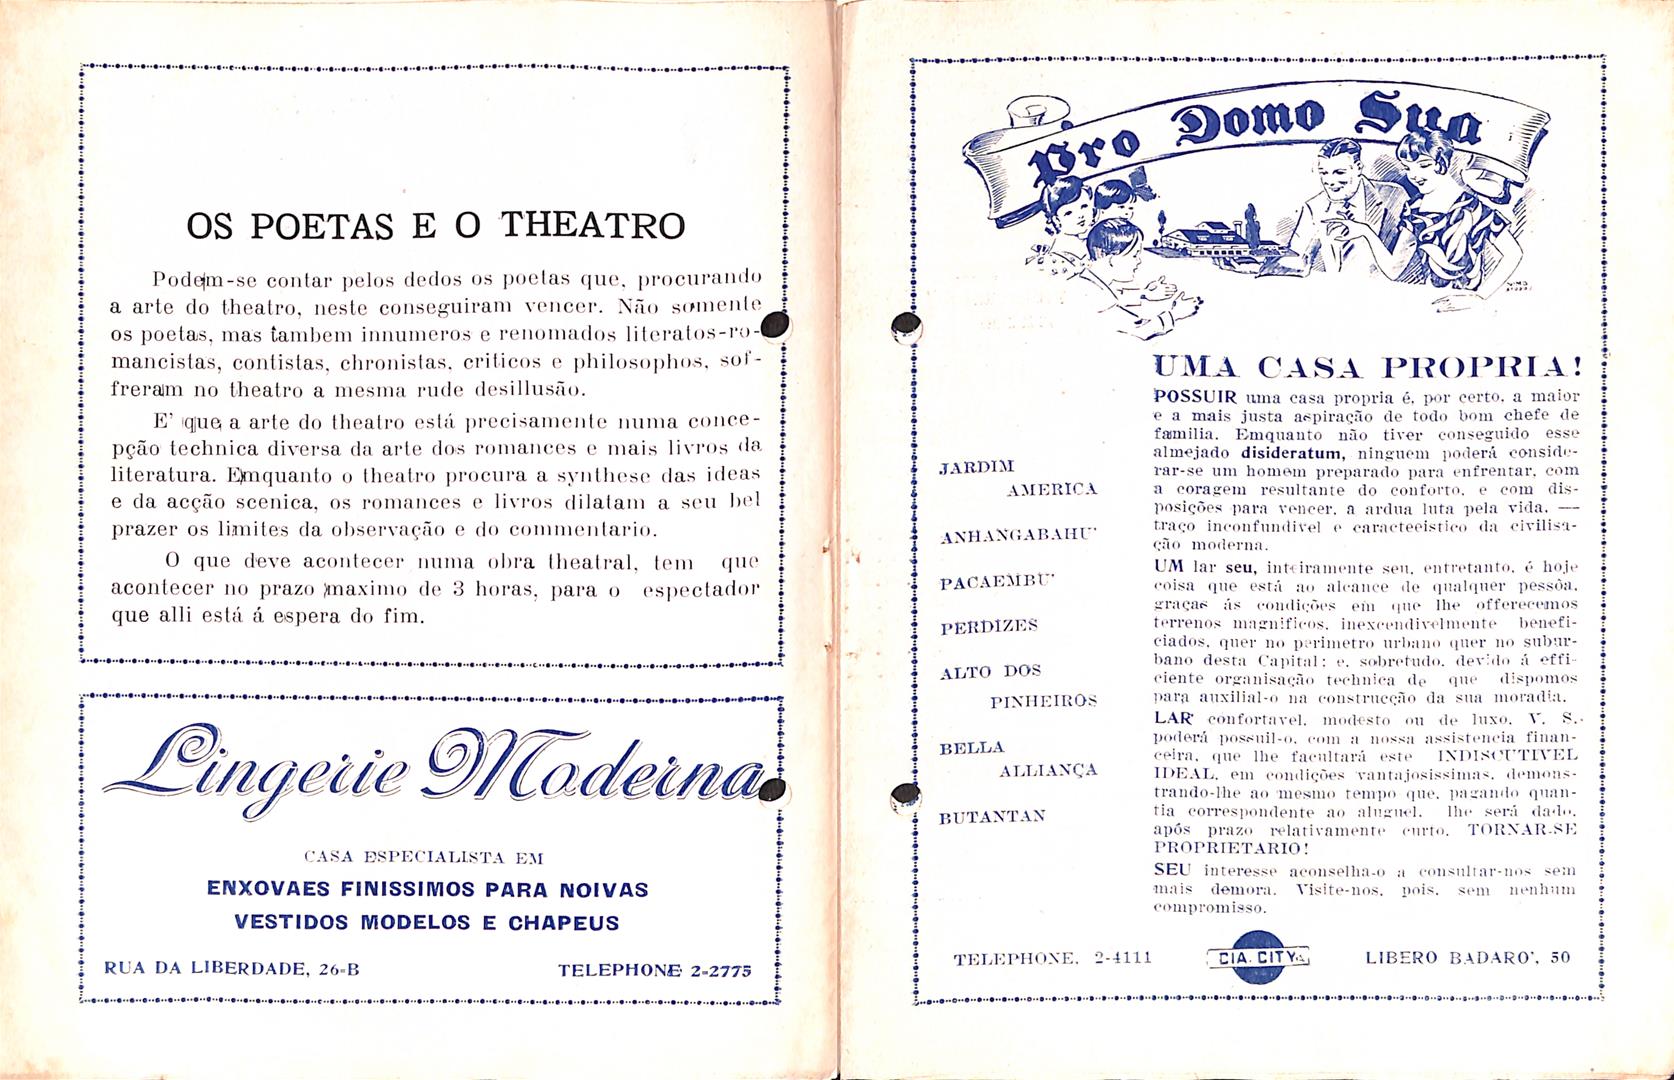 OS POETAS E O THEATRO
Podem-se contar pelos dedos os poetas que, procurando
a arte do theatro, neste conseguiram vencer. Não somente
os poetas, mas tambem innumeros e renomados literatos-ro-
mancistas, contistas, chronistas, criticos e philosophos, sof-
freram no theatro a mesma rude desillusão.
E' que a arte do theatro está precisamente numa conce-
pção technica diversa da arte dos romances e mais livros da
literatura. Emquanto o theatro procura a synthese das ideas
e da acção scenica, os romances e livros dilatam a seu bel
prazer os limites da observação e do commentario.
O que deve acontecer numa obra theatral, tem que
acontecer no prazo maximo de 3 horas, para o espectador
que alli está á espera do fim.
Lingerie Moderna
CASA ESPECIALISTA EM
ENXOVAES FINISSIMOS PARA NOIVAS
VESTIDOS MODELOS E CHAPEUS
RUA DA LIBERDADE, 26-B TELEPHONE 2-2775
Pro Domo Sua
JARDIM
AMERICA
ANHANGABAHU'
PACAEMBU'
PERDIZES
ALTO DOS
PINHEIROS
BELLA
ALLIANÇA
BUTANTAN
UMA CASA PROPRIA!
POSSUIR uma casa propria é, por certo, a maior
e a mais justa aspiração de todo bom chefe de
familia. Emquanto não tiver conseguido esse
almejado disideratum, ninguem poderá conside-
rar-se um homem preparado para enfrentar, com
a coragem resultante do conforto, e com dis-
posições para vencer, a ardua luta pela vida, —
traço inconfundivel e caracteristico da civilisa-
ção moderna.
UM lar seu, inteiramente seu, entretanto, é hoje
coisa que está ao alcance de qualquer pessôa,
graças ás condições em que lhe offerecemos
terrenos magnificos, inexcendivelmente benefi-
ciados, quer no perimetro urbano quer no subur-
bano desta Capital; e, sobretudo, devido á effi-
ciente organisação technica de que dispomos
para auxilial-o na construcção da sua moradia.
LAR confortavel, modesto ou de luxo, V. S.
poderá possuil-o, com a nossa assistencia finan-
ceira, que lhe facultará este INDISCUTIVEL
IDEAL, em condições vantajosissimas, demons-
trando-lhe ao mesmo tempo que, pagando quan-
tia correspondente ao aluguel, lhe será dado,
após prazo relativamente curto, TORNAR-SE
PROPRIETARIO!
SEU interesse aconselha-o a consultar-nos sem
mais demora. Visite-nos, pois, sem nenhum
compromisso.
TELEPHONE, 2-4111 CIA. CITY LIBERO BADARO', 50